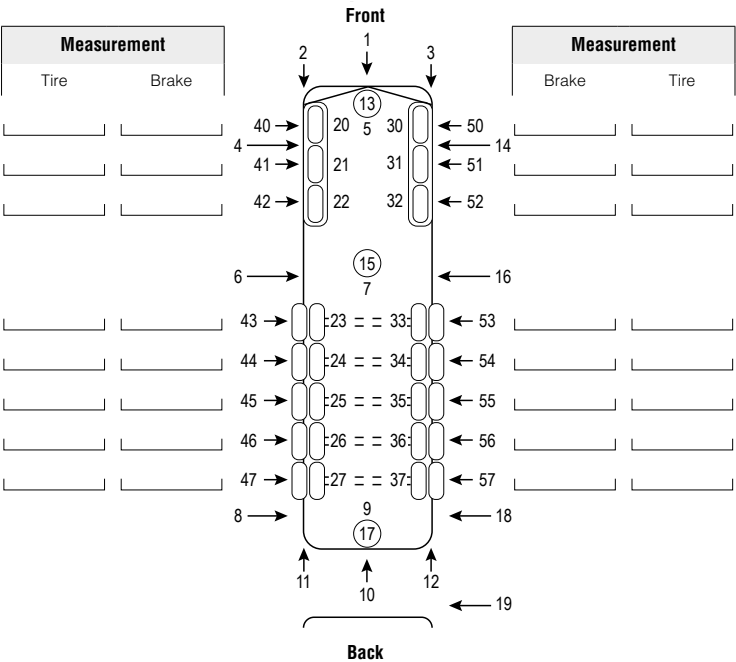 Front
Measurement
Tire Brake
Measurement
Brake Tire
2 1 3
13
40 20 5 30 50
4 14
41 21 31 51
42 22 32 52
15
6 16
7
43 23 33 53
44 24 34 54
45 25 35 55
46 26 36 56
47 27 37 57
9
8 18
17
11 12
10
19
Back